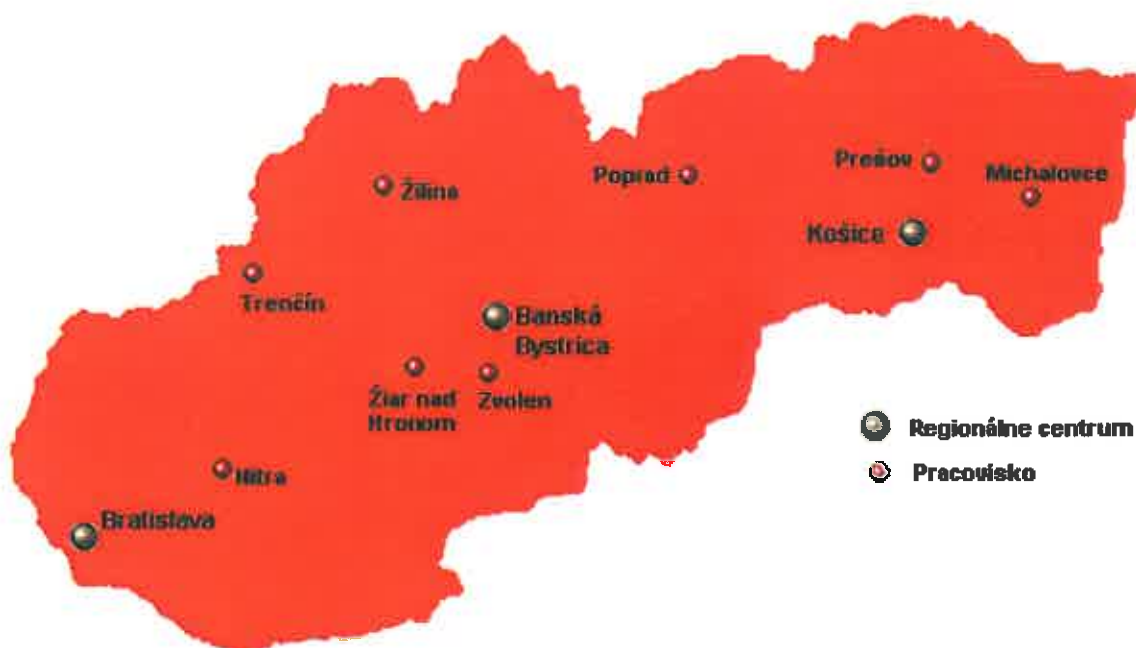 Prešov
Poprad
Michalovce
Žilina
Košice
Trenčín
Banská
Bystrica
Žiar nad
Hronom
Zvolen
Regionálne centrum
Nitra
Pracovisko
Bratislava